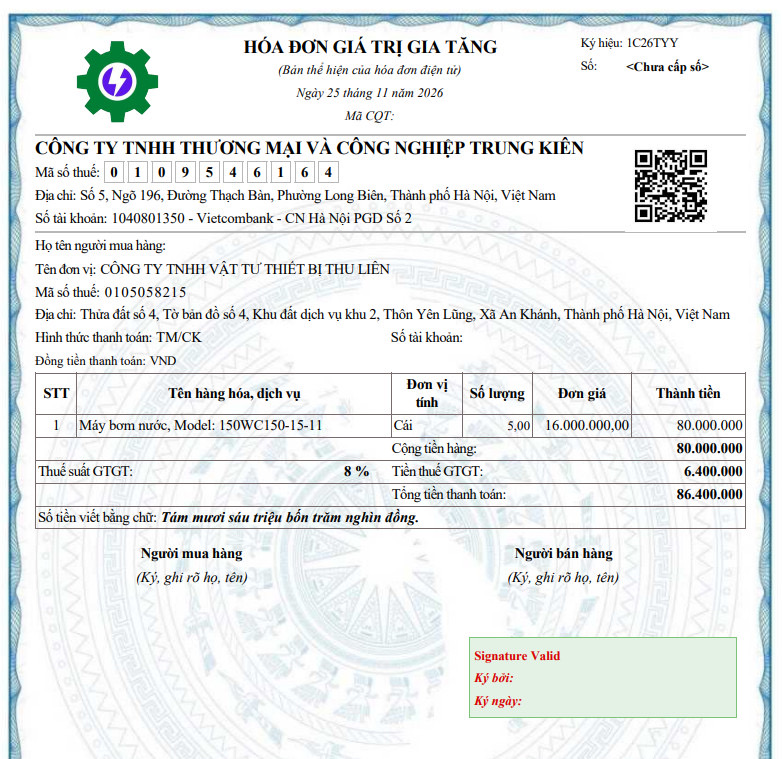 HÓA ĐƠN GIÁ TRỊ GIA TĂNG
(Bản thể hiện của hóa đơn điện tử)
Ngày 25 tháng 11 năm 2026
Mã CQT:
Ký hiệu: 1C26TYY
Số: <Chưa cấp số>
CÔNG TY TNHH THƯƠNG MẠI VÀ CÔNG NGHIỆP TRUNG KIÊN
Mã số thuế: 0 1 0 9 5 4 6 1 6 4
Địa chỉ: Số 5, Ngõ 196, Đường Thạch Bàn, Phường Long Biên, Thành phố Hà Nội, Việt Nam
Số tài khoản: 1040801350 - Vietcombank - CN Hà Nội PGD Số 2
Họ tên người mua hàng:
Tên đơn vị: CÔNG TY TNHH VẬT TƯ THIẾT BỊ THU LIÊN
Mã số thuế: 0105058215
Địa chỉ: Thửa đất số 4, Tờ bản đồ số 4, Khu đất dịch vụ khu 2, Thôn Yên Lũng, Xã An Khánh, Thành phố Hà Nội, Việt Nam
Hình thức thanh toán: TM/CK Số tài khoản:
Đồng tiền thanh toán: VND
STT Tên hàng hóa, dịch vụ Đơn vị tính Số lượng Đơn giá Thành tiền
1 Máy bơm nước, Model: 150WC150-15-11 Cái 5,00 16.000.000,00 80.000.000
Cộng tiền hàng: 80.000.000
Thuế suất GTGT: 8 % Tiền thuế GTGT: 6.400.000
Tổng tiền thanh toán: 86.400.000
Số tiền viết bằng chữ: Tám mươi sáu triệu bốn trăm nghìn đồng.
Người mua hàng Người bán hàng
(Ký, ghi rõ họ, tên) (Ký, ghi rõ họ, tên)
Signature Valid
Ký bởi:
Ký ngày: